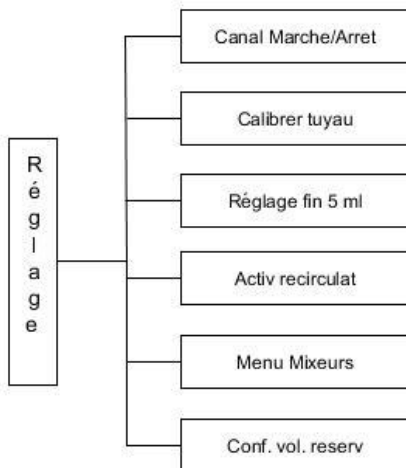 Réglage
Canal Marche/Arret
Calibrer tuyau
Réglage fin 5 ml
Activ recirculat
Menu Mixeurs
Conf. vol. reserv